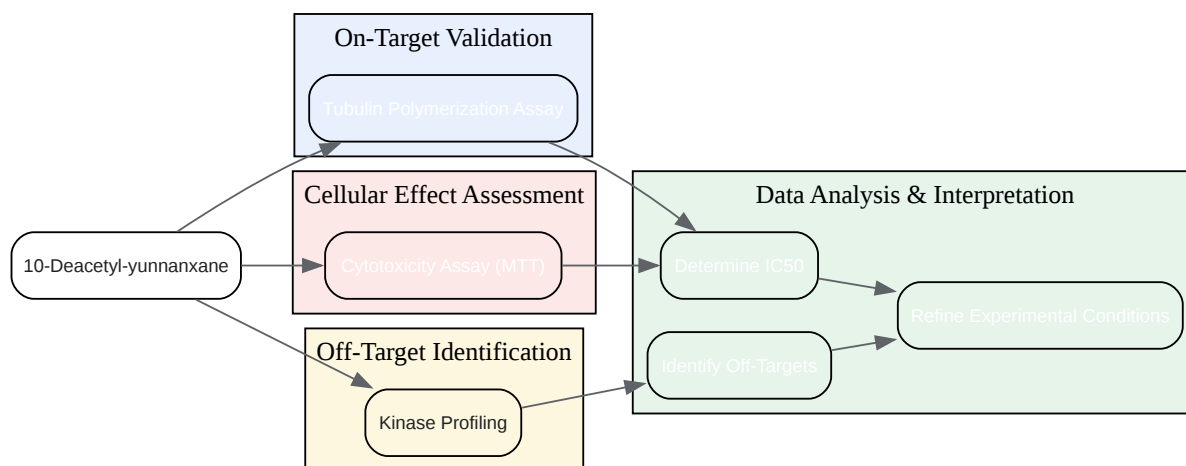 On-Target Validation
Tubulin Polymerization Assay
Cellular Effect Assessment
Data Analysis & Interpretation
10-Deacetyl-yunnanxane
Cytotoxicity Assay (MTT)
Determine IC50
Refine Experimental Conditions
Off-Target Identification
Identify Off-Targets
Kinase Profiling